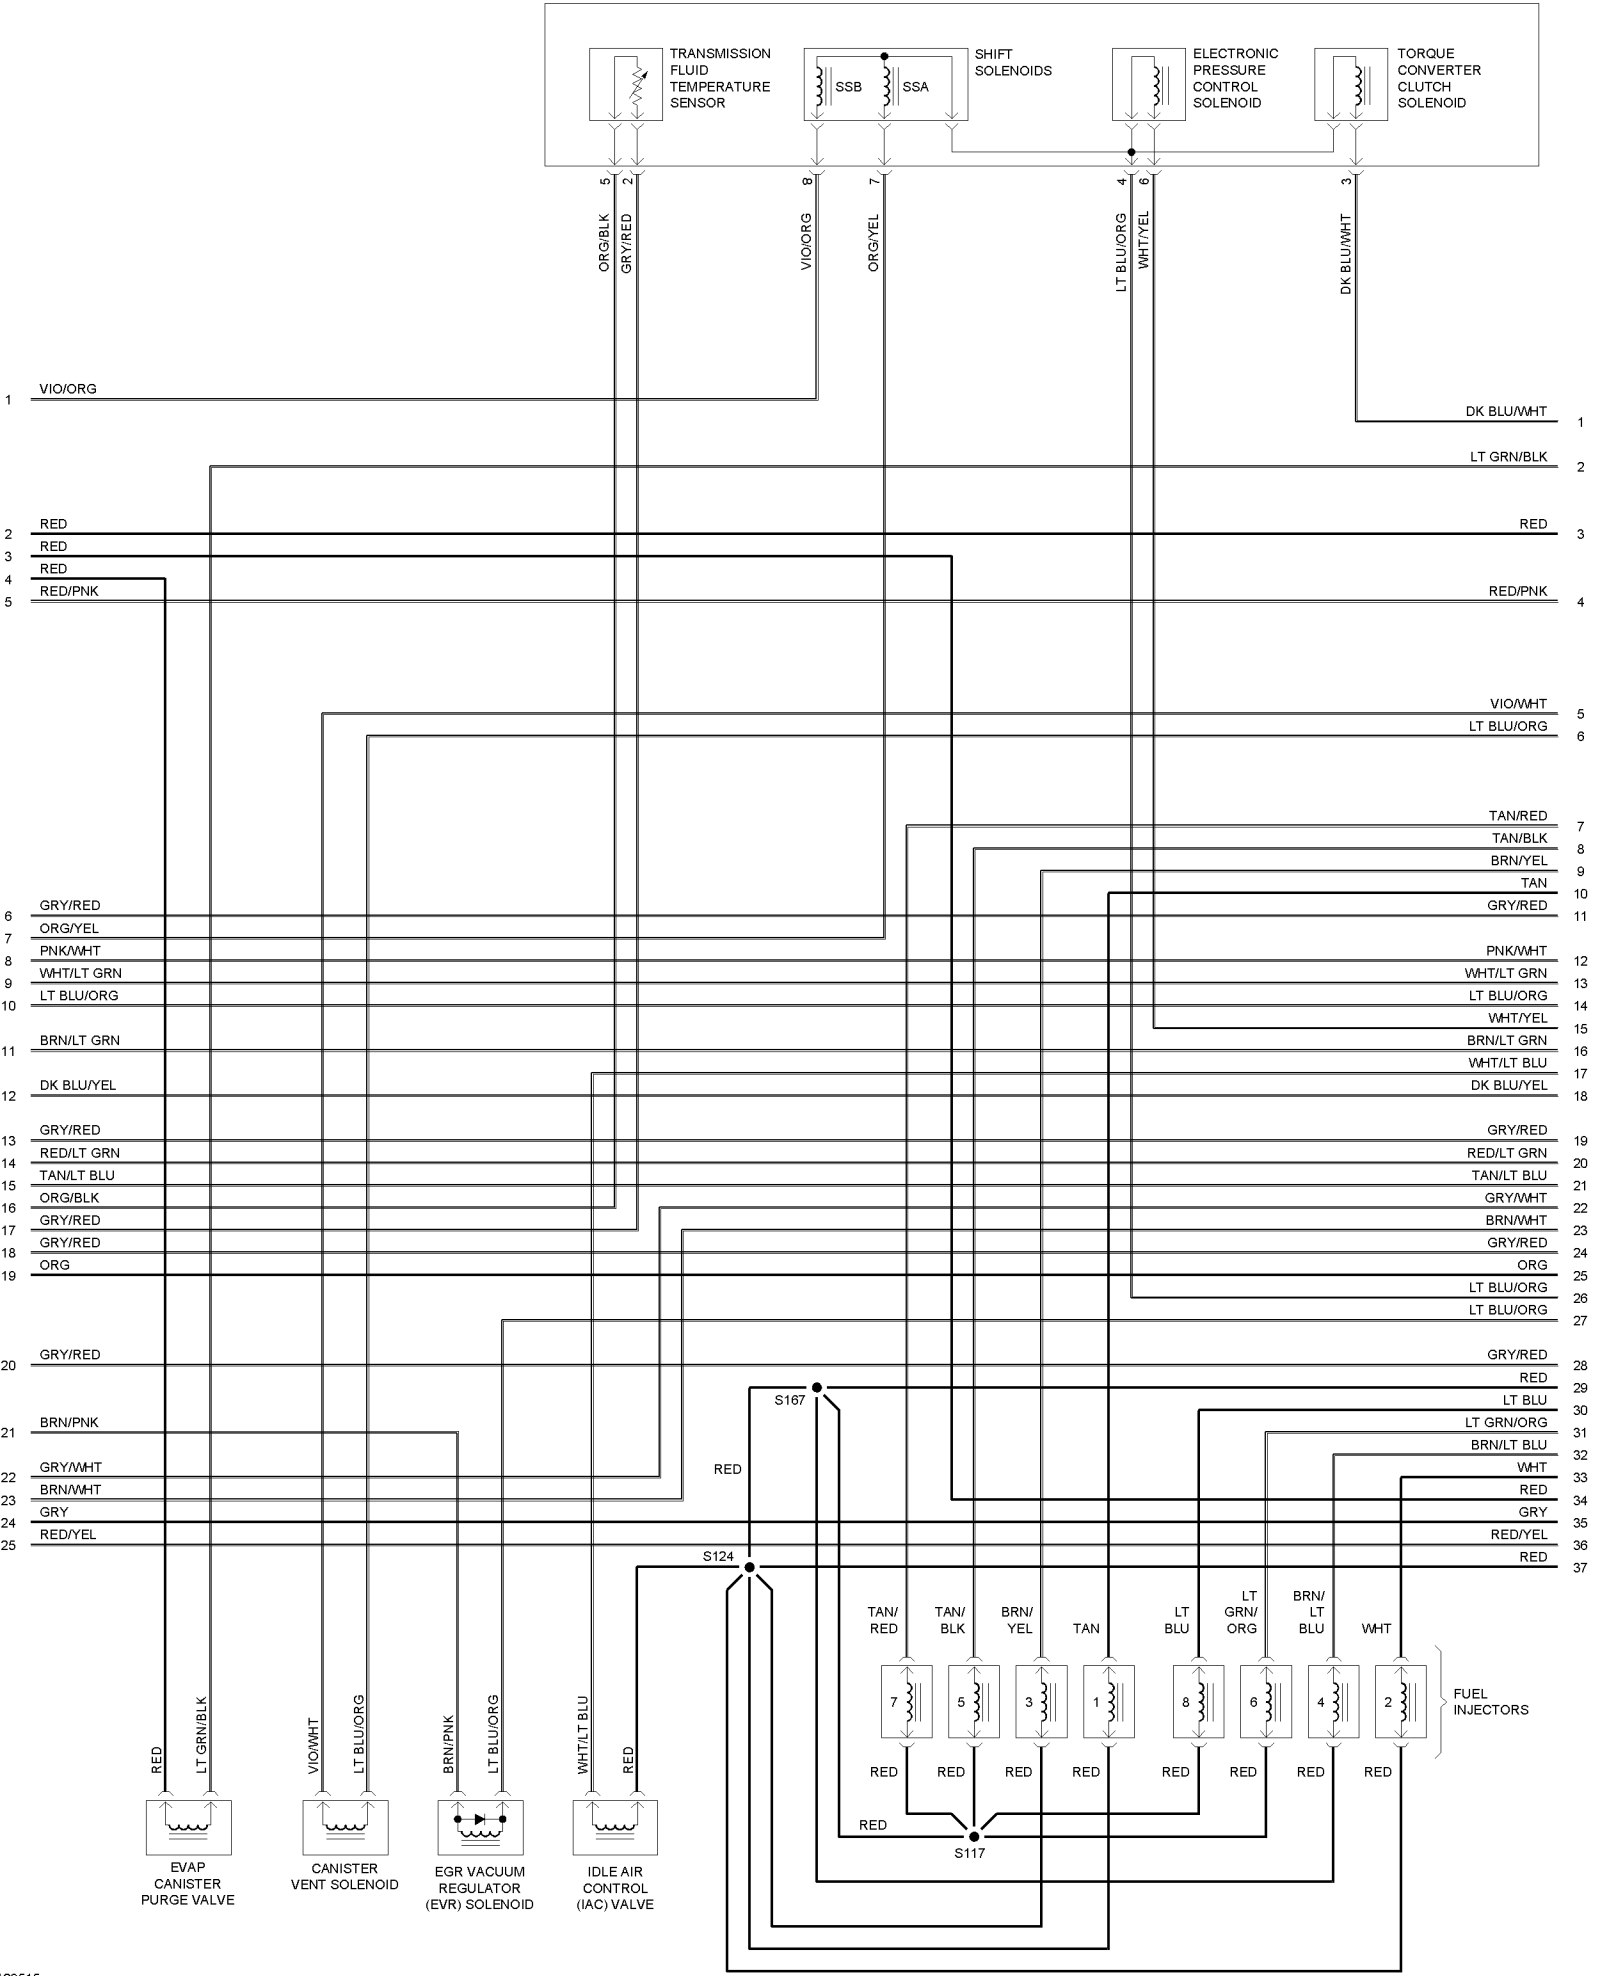 TRANSMISSION
FLUID
TEMPERATURE
SENSOR
SSB
SSA
SHIFT
SOLENOIDS
ELECTRONIC
PRESSURE
CONTROL
SOLENOID
TORQUE
CONVERTER
CLUTCH
SOLENOID
5
2
8
7
4
6
3
ORG/BLK
GRY/RED
VIO/ORG
ORG/YEL
LT BLU/ORG
WHT/YEL
DK BLU/WHT
1 VIO/ORG
DK BLU/WHT 1
LT GRN/BLK 2
2 RED
RED 3
3 RED
4 RED
5 RED/PNK
RED/PNK 4
VIO/WHT 5
LT BLU/ORG 6
TAN/RED 7
TAN/BLK 8
BRN/YEL 9
TAN 10
6 GRY/RED
GRY/RED 11
7 ORG/YEL
8 PNK/WHT
PNK/WHT 12
9 WHT/LT GRN
WHT/LT GRN 13
10 LT BLU/ORG
LT BLU/ORG 14
WHT/YEL 15
11 BRN/LT GRN
BRN/LT GRN 16
WHT/LT BLU 17
12 DK BLU/YEL
DK BLU/YEL 18
13 GRY/RED
GRY/RED 19
14 RED/LT GRN
RED/LT GRN 20
15 TAN/LT BLU
TAN/LT BLU 21
16 ORG/BLK
GRY/WHT 22
17 GRY/RED
BRN/WHT 23
18 GRY/RED
GRY/RED 24
19 ORG
ORG 25
LT BLU/ORG 26
LT BLU/ORG 27
20 GRY/RED
GRY/RED 28
RED 29
S167
LT BLU 30
21 BRN/PNK
LT GRN/ORG 31
BRN/LT BLU 32
22 GRY/WHT
RED
WHT 33
23 BRN/WHT
RED 34
24 GRY
GRY 35
25 RED/YEL
RED/YEL 36
S124
RED 37
TAN/
RED
TAN/
BLK
BRN/
YEL
TAN
LT
BLU
LT
GRN/
ORG
BRN/
LT
BLU
WHT
7
5
3
1
8
6
4
2
FUEL
INJECTORS
RED
LT GRN/BLK
VIO/WHT
LT BLU/ORG
BRN/PNK
LT BLU/ORG
WHT/LT BLU
RED
RED
RED
RED
RED
RED
RED
RED
RED
RED
S117
EVAP
CANISTER
PURGE VALVE
CANISTER
VENT SOLENOID
EGR VACUUM
REGULATOR
(EVR) SOLENOID
IDLE AIR
CONTROL
(IAC) VALVE